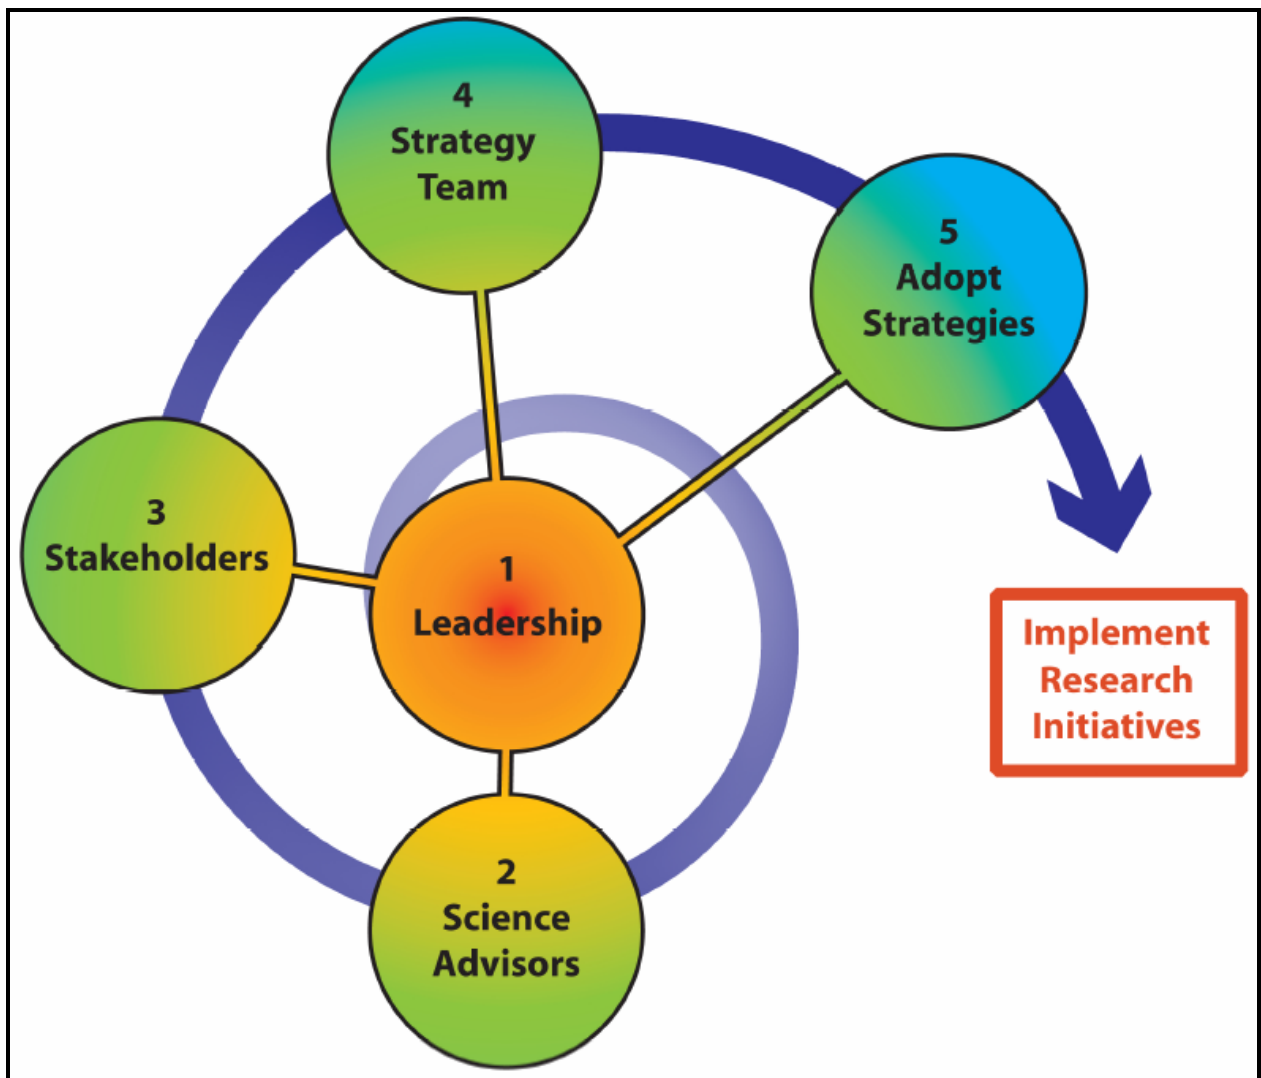 1
Leadership
2
Science
Advisors
3
Stakeholders
4
Strategy
Team
5
Adopt
Strategies
Implement
Research
Initiatives